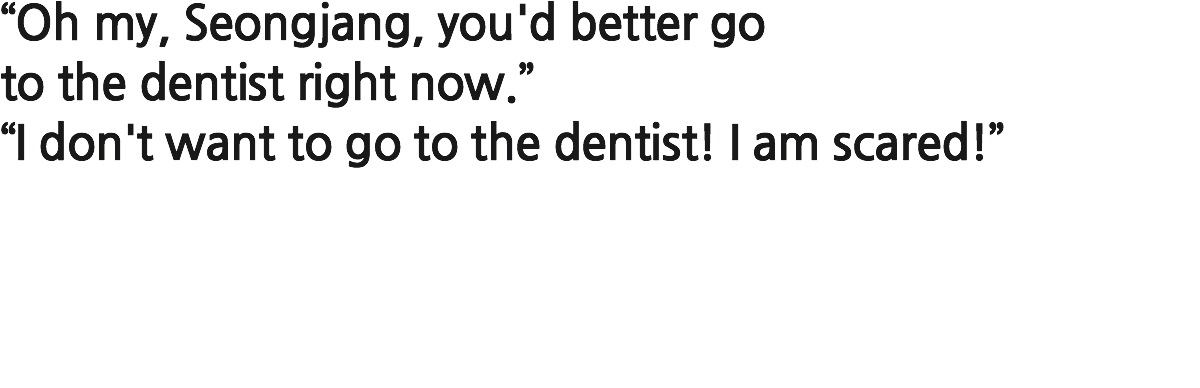 “Oh my, Seongjang, you'd better go
to the dentist right now.”
“I don't want to go to the dentist! I am scared!”